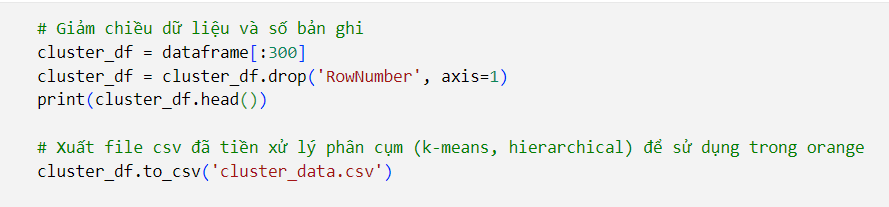 # Giảm chiều dữ liệu và số bản ghi
cluster_df = dataframe[:300]
cluster_df = cluster_df.drop('RowNumber', axis=1)
print(cluster_df.head())
# Xuất file csv đã tiền xử lý phân cụm (k-means, hierarchical) để sử dụng trong orange
cluster_df.to_csv('cluster_data.csv')